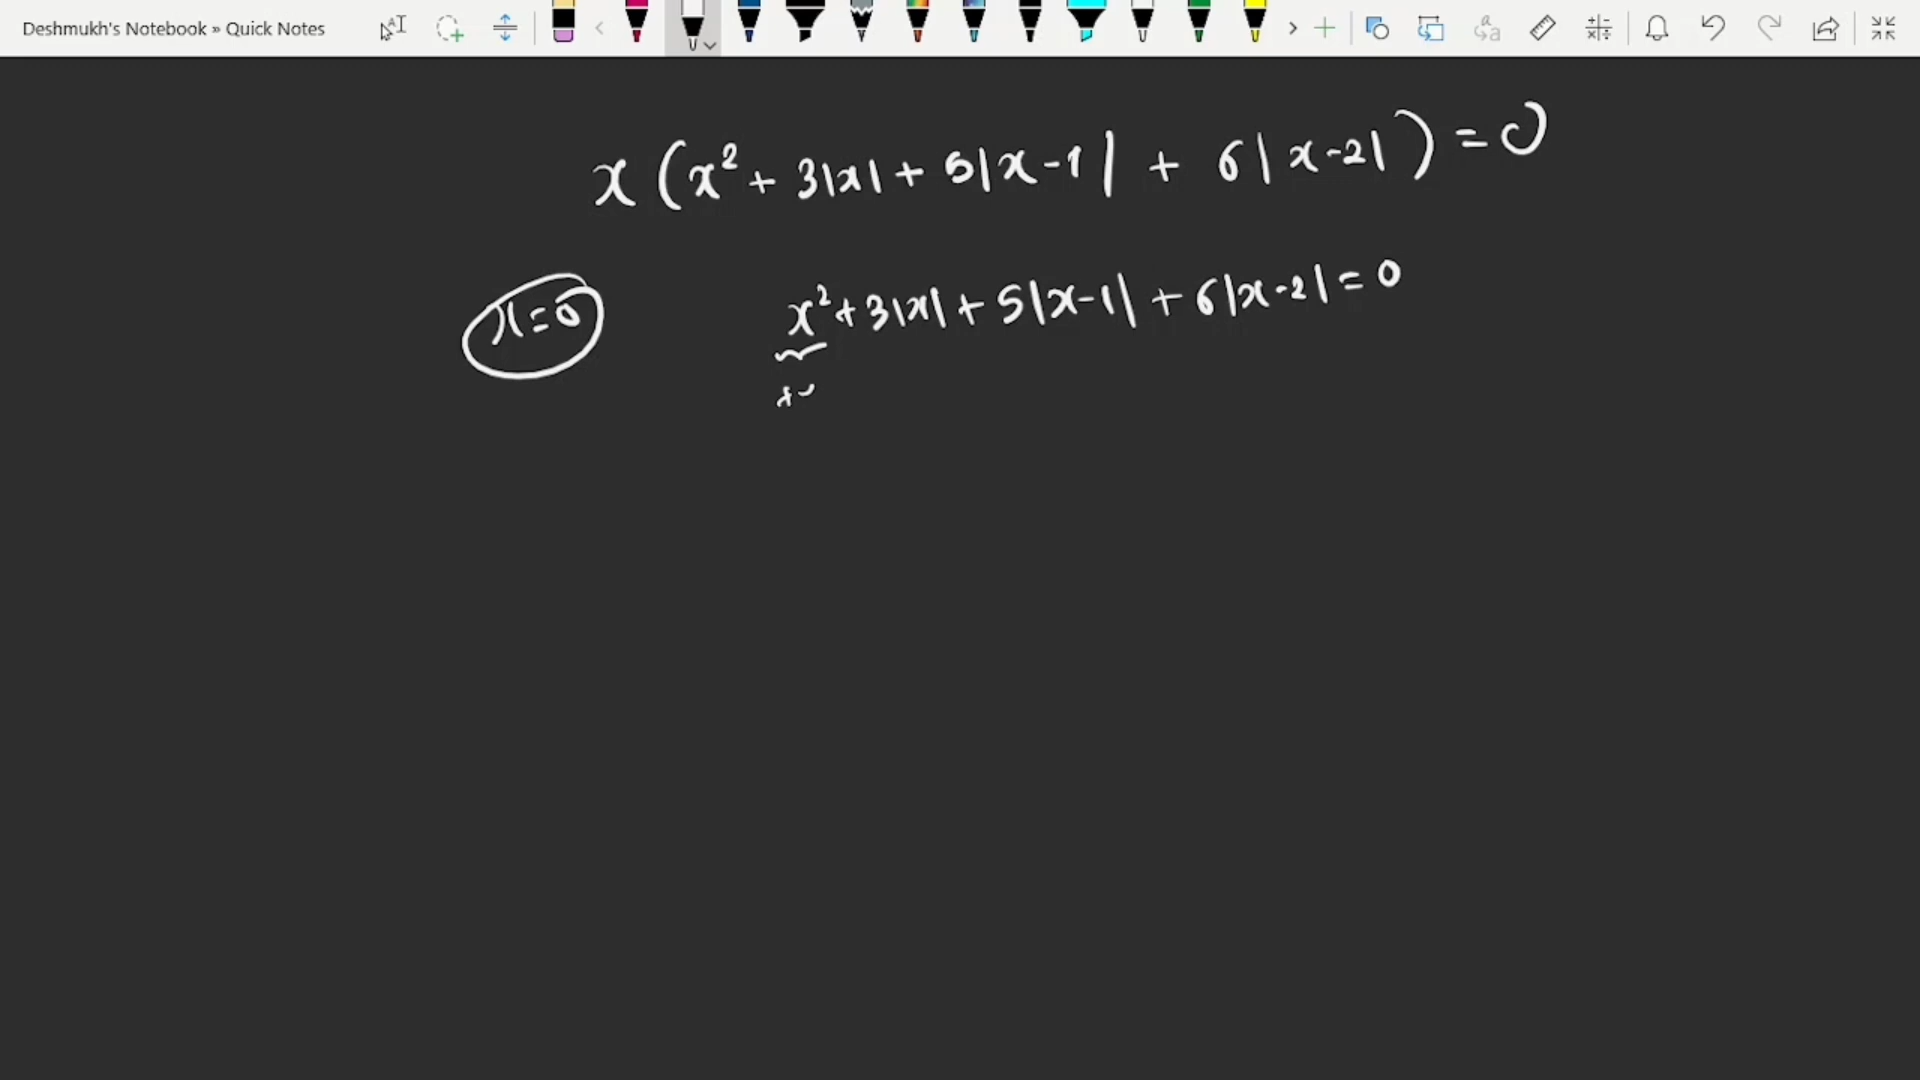 Deshmukh's Notebook » Quick Notes
x (x² + 3|x| + 5|x-1| + 6|x-2|) = 0
x=0
x² + 3|x| + 5|x-1| + 6|x-2| = 0